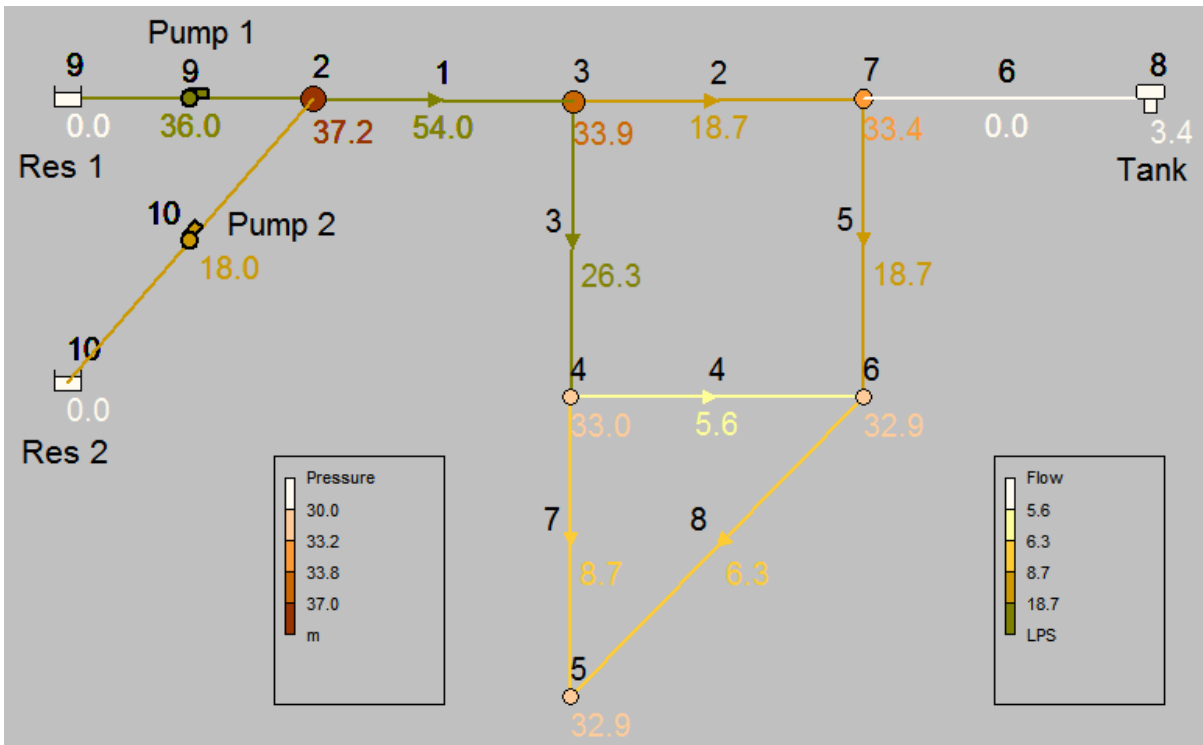 Pump 1
9 9 2 1 3 2 7 6 8
0.0 36.0 37.2 54.0 33.9 18.7 33.4 0.0 3.4
Res 1 Tank
10 Pump 2 3 5
18.0 26.3 18.7
10 4 4 6
0.0 33.0 5.6 32.9
Res 2
Pressure
30.0
33.2
33.8
37.0
m
Flow
5.6
6.3
8.7
18.7
LPS
7 8
8.7 6.3
5
32.9